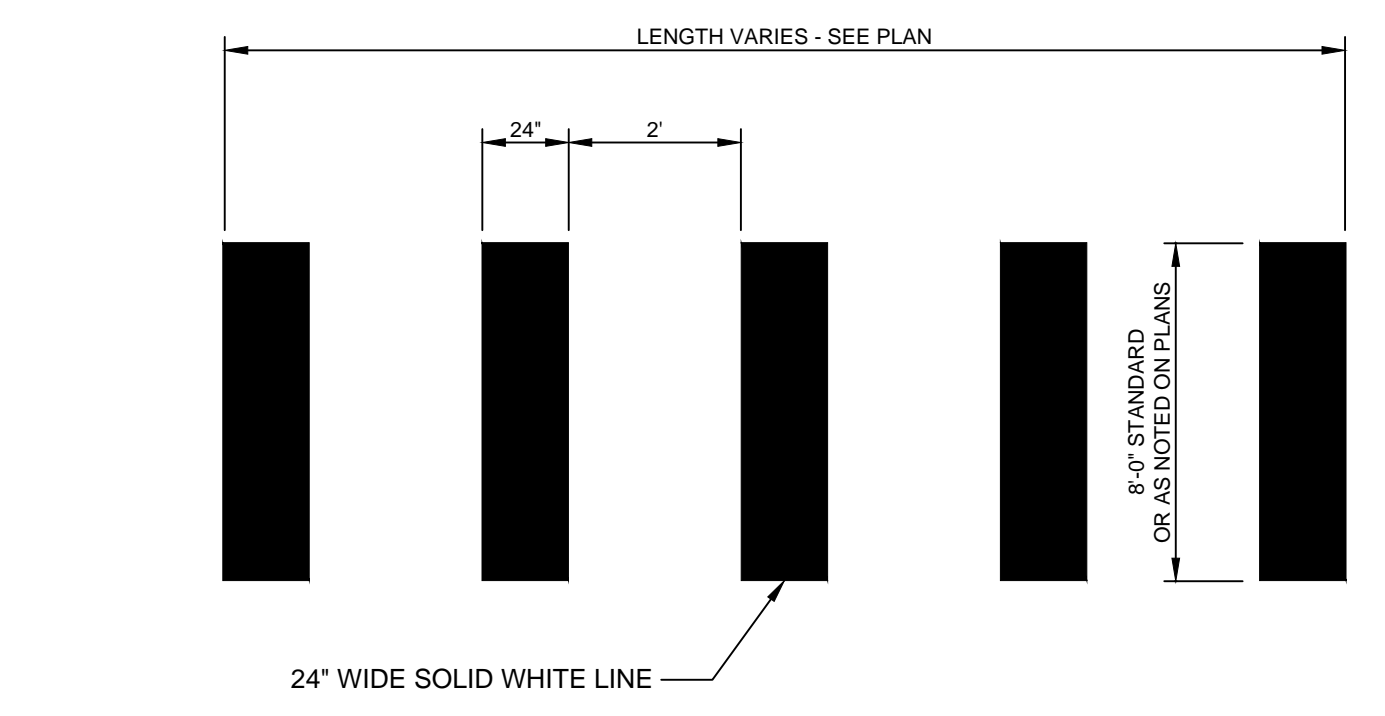 LENGTH VARIES - SEE PLAN
24"
2'
8'-0" STANDARD
OR AS NOTED ON PLANS
24" WIDE SOLID WHITE LINE